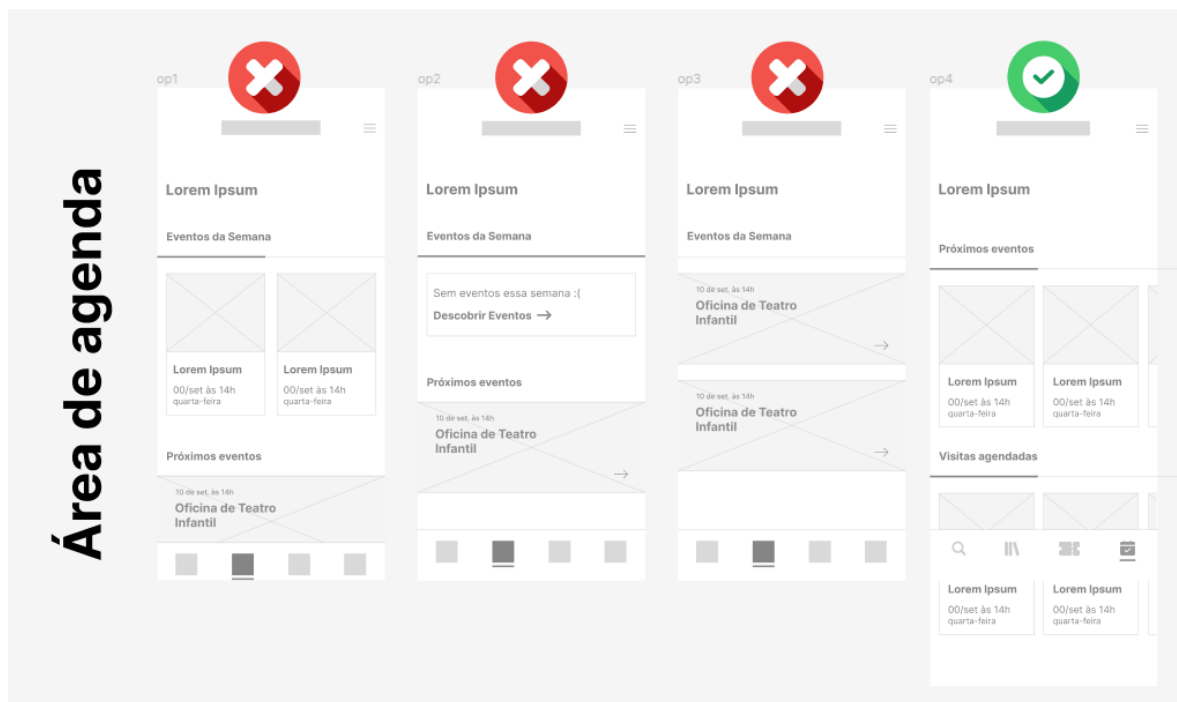 Área de agenda
op1
Lorem Ipsum
Eventos da Semana
Lorem Ipsum
00/set às 14h
quarta-feira
Lorem Ipsum
00/set às 14h
quarta-feira
Próximos eventos
10 de set, às 14h
Oficina de Teatro
Infantil
op2
Lorem Ipsum
Eventos da Semana
Sem eventos essa semana :(
Descobrir Eventos →
Próximos eventos
10 de set, às 14h
Oficina de Teatro
Infantil
op3
Lorem Ipsum
Eventos da Semana
10 de set, às 14h
Oficina de Teatro
Infantil
10 de set, às 14h
Oficina de Teatro
Infantil
op4
Lorem Ipsum
Próximos eventos
Lorem Ipsum
00/set às 14h
quarta-feira
Lorem Ipsum
00/set às 14h
quarta-feira
Visitas agendadas
Lorem Ipsum
00/set às 14h
quarta-feira
Lorem Ipsum
00/set às 14h
quarta-feira